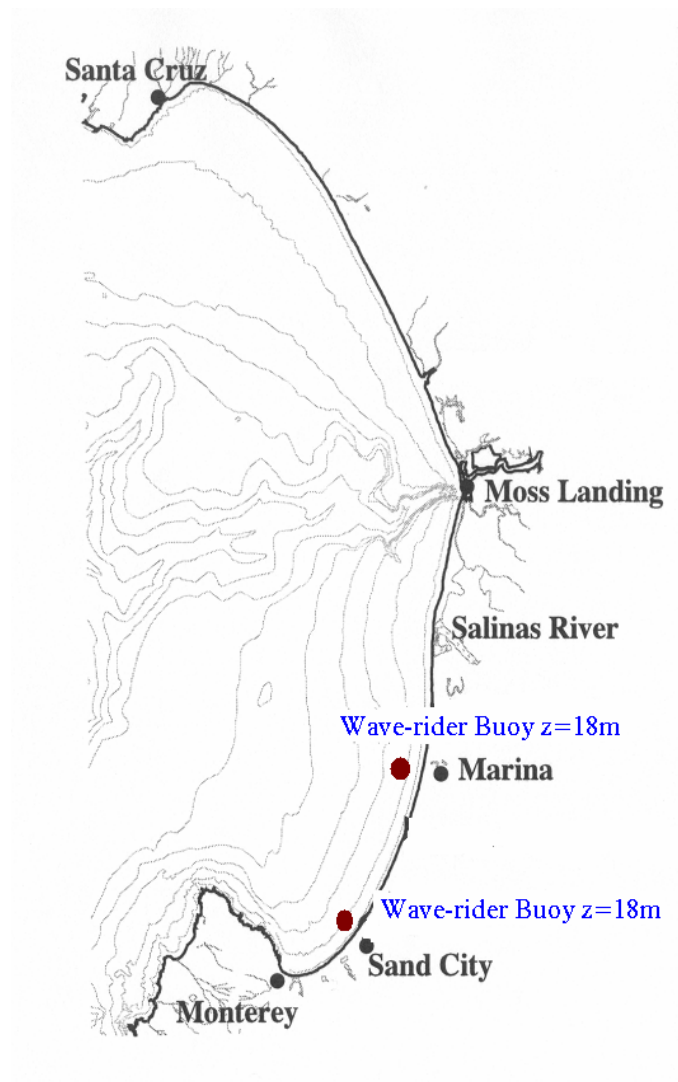 Santa Cruz
Moss Landing
Salinas River
Wave-rider Buoy z=18m
Marina
Wave-rider Buoy z=18m
Sand City
Monterey